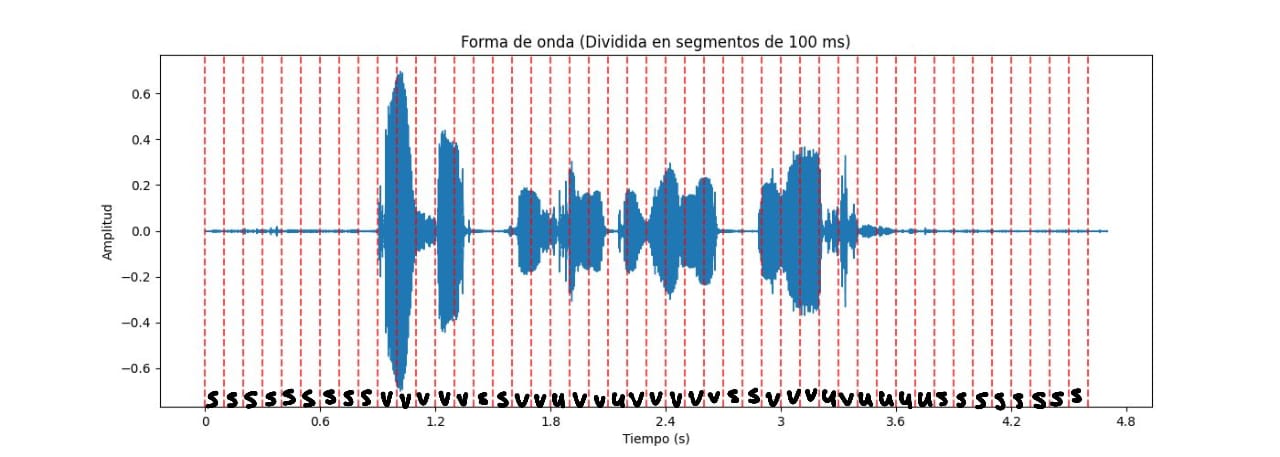 Forma de onda (Dividida en segmentos de 100 ms)
Amplitud
0.6
0.4
0.2
0.0
−0.2
−0.4
−0.6
s s s s s s s s s v v v v v s s v v u v v u v v v v v s s v v v u v u u u u s s s s s s s s
0 0.6 1.2 1.8 2.4 3 3.6 4.2 4.8
Tiempo (s)